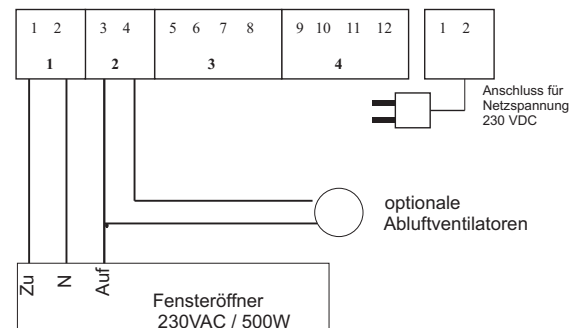 1 2 3 4 5 6 7 8 9 10 11 12 1 2
1 2 3 4
Anschluss für
Netzspannung
230 VDC
optionale
Abluftventilatoren
Zu N Auf
Fensteröffner
230VAC / 500W